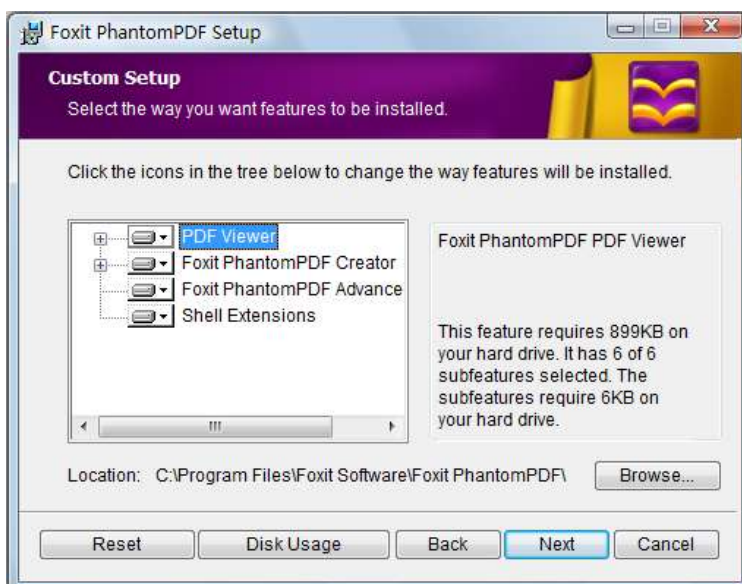 Foxit PhantomPDF Setup
Custom Setup
Select the way you want features to be installed.
Click the icons in the tree below to change the way features will be installed.
PDF Viewer
Foxit PhantomPDF Creator
Foxit PhantomPDF Advance
Shell Extensions
Foxit PhantomPDF PDF Viewer
This feature requires 899KB on
your hard drive. It has 6 of 6
subfeatures selected. The
subfeatures require 6KB on
your hard drive.
Location: C:\Program Files\Foxit Software\Foxit PhantomPDF\ Browse...
Reset Disk Usage Back Next Cancel